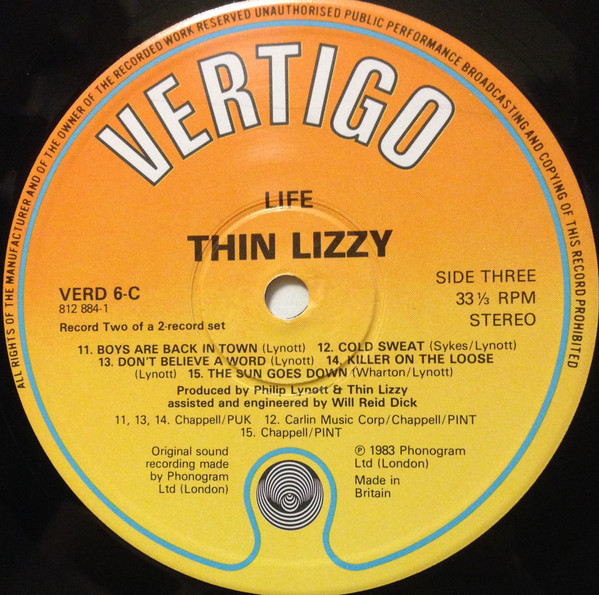 ALL RIGHTS OF THE MANUFACTURER AND OF THE OWNER OF THE RECORDED WORK RESERVED UNAUTHORISED PUBLIC PERFORMANCE BROADCASTING AND COPYING OF THIS RECORD PROHIBITED
VERTIGO
LIFE
THIN LIZZY
VERD 6-C
812 884-1
Record Two of a 2-record set
SIDE THREE
33 ⅓ RPM
STEREO
11. BOYS ARE BACK IN TOWN (Lynott) 12. COLD SWEAT (Sykes/Lynott)
13. DON'T BELIEVE A WORD (Lynott) 14. KILLER ON THE LOOSE
(Lynott) 15. THE SUN GOES DOWN (Wharton/Lynott)
Produced by Philip Lynott & Thin Lizzy
assisted and engineered by Will Reid Dick
11, 13, 14. Chappell/PUK 12. Carlin Music Corp/Chappell/PINT
15. Chappell/PINT
Original sound
recording made
by Phonogram
Ltd (London)
℗ 1983 Phonogram
Ltd (London)
Made in
Britain